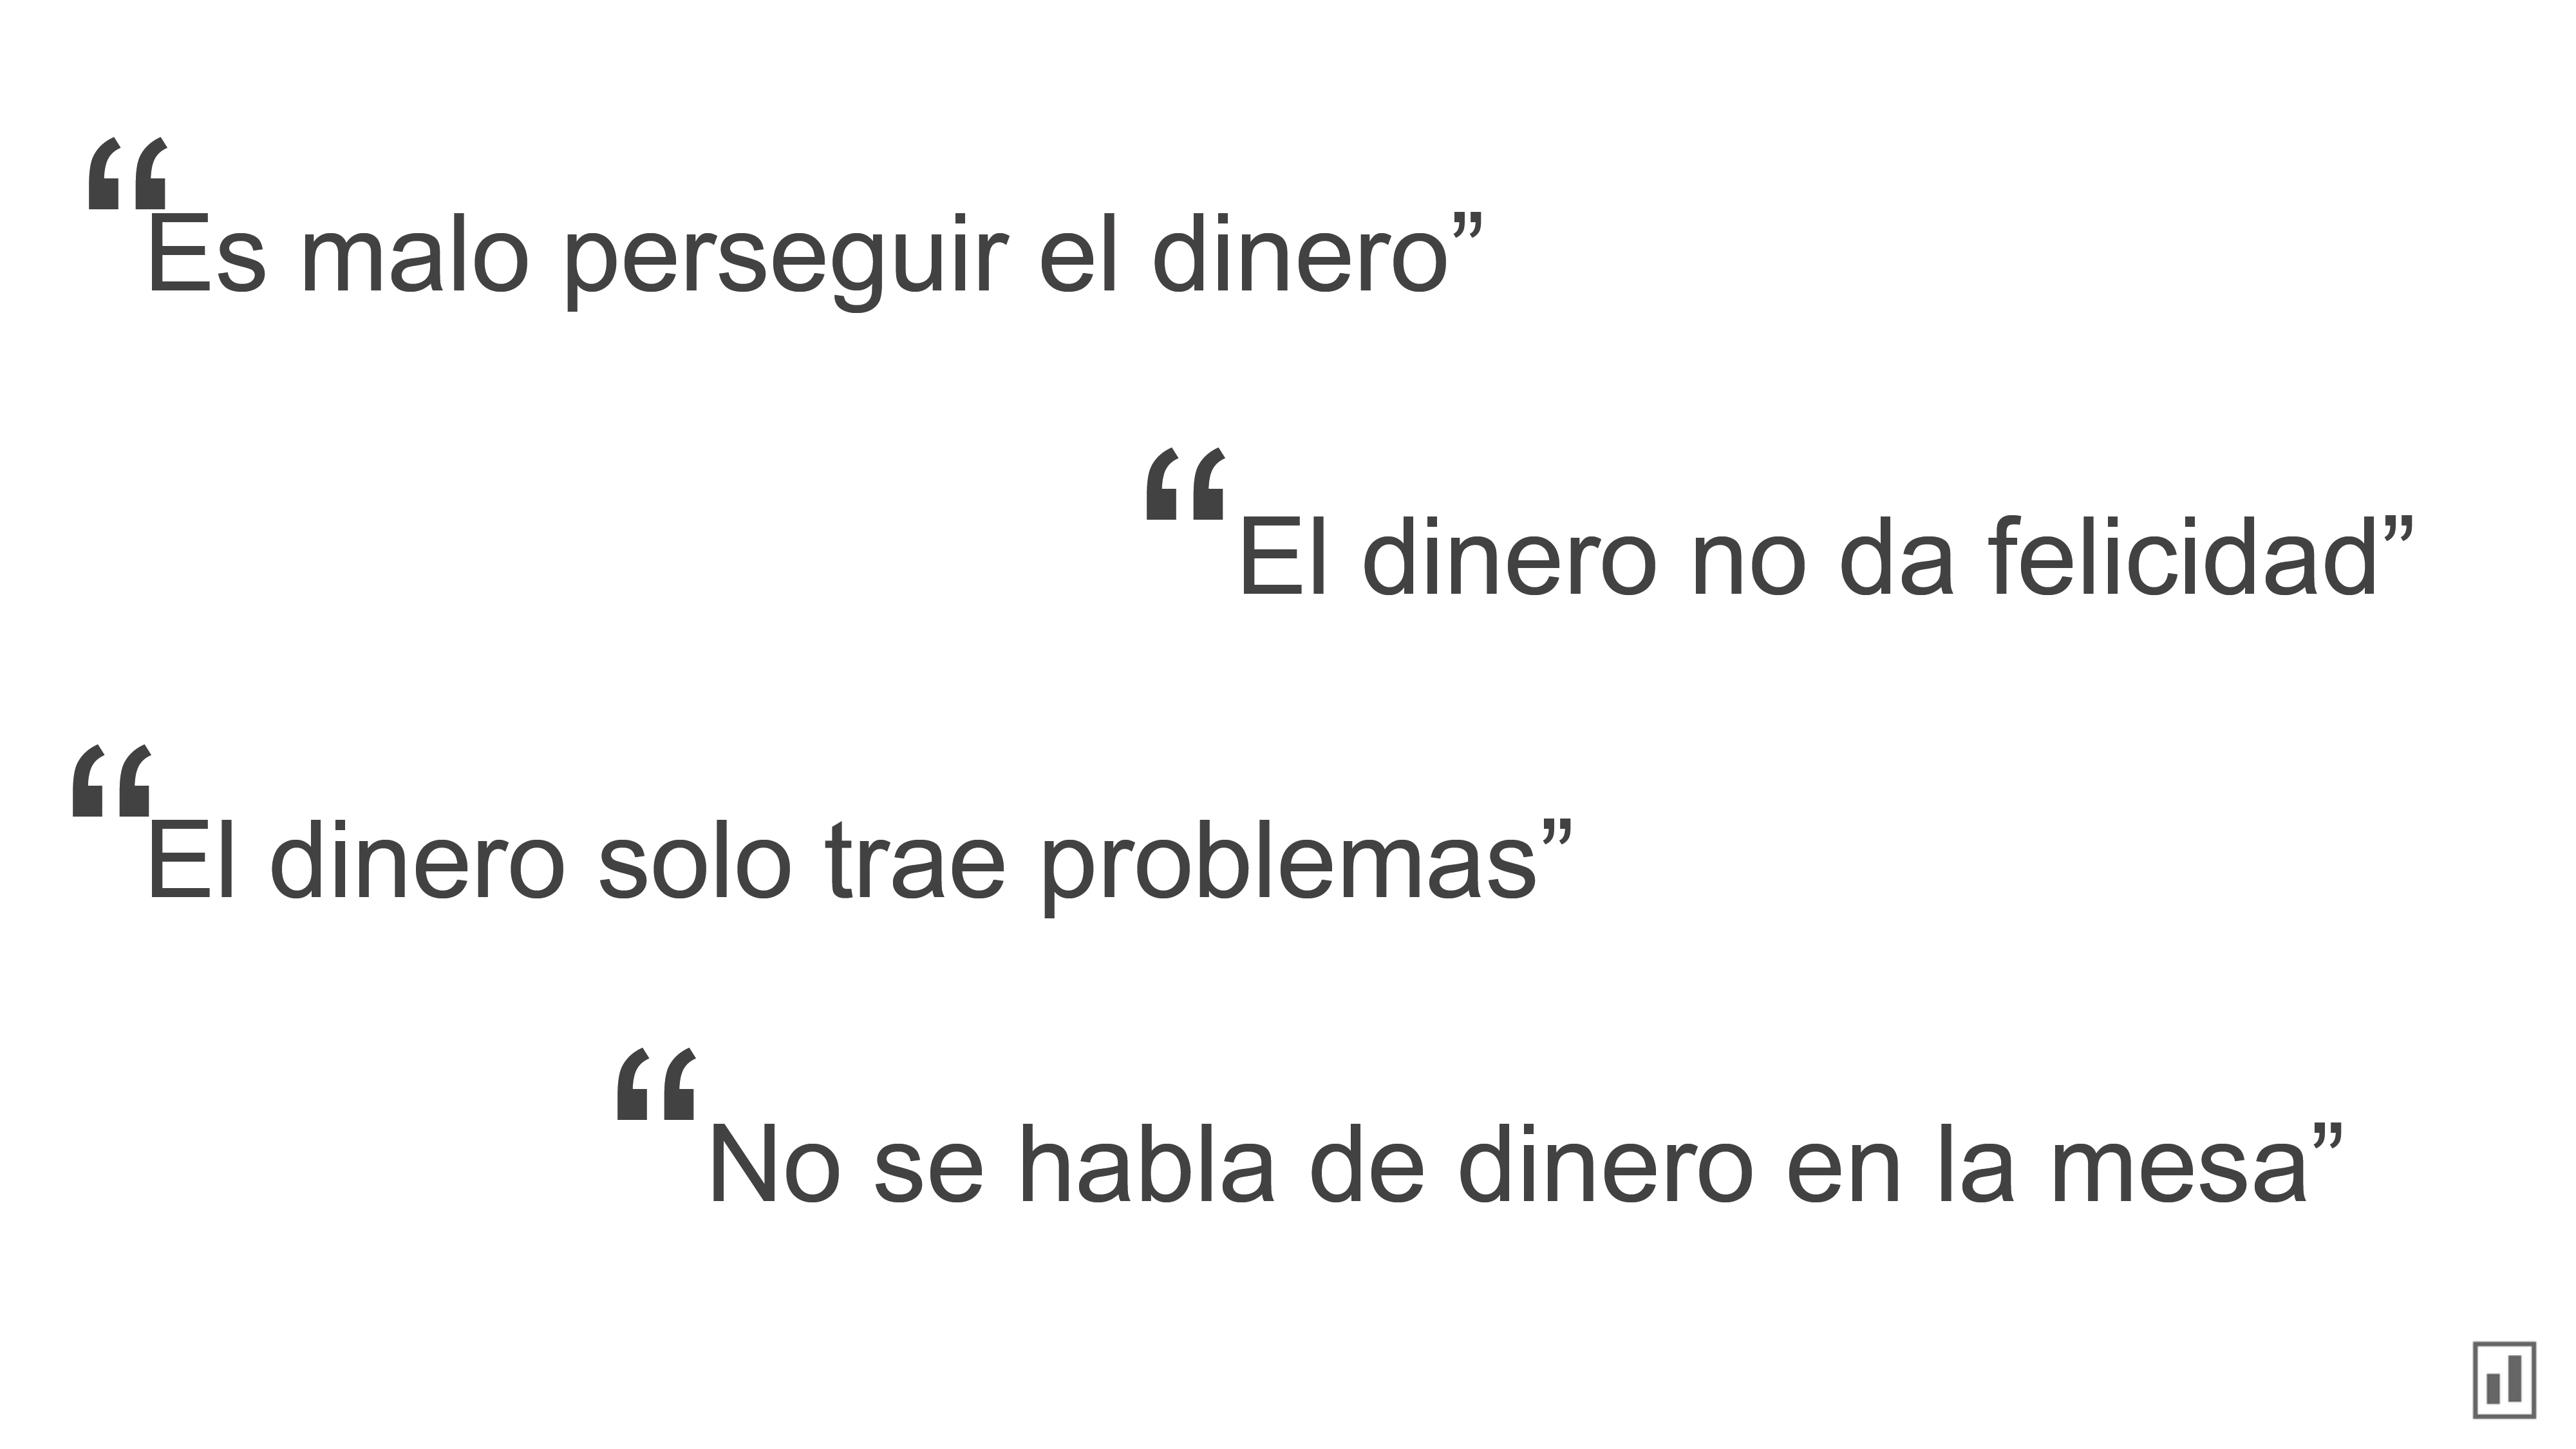 “Es malo perseguir el dinero”
“El dinero no da felicidad”
“El dinero solo trae problemas”
“No se habla de dinero en la mesa”